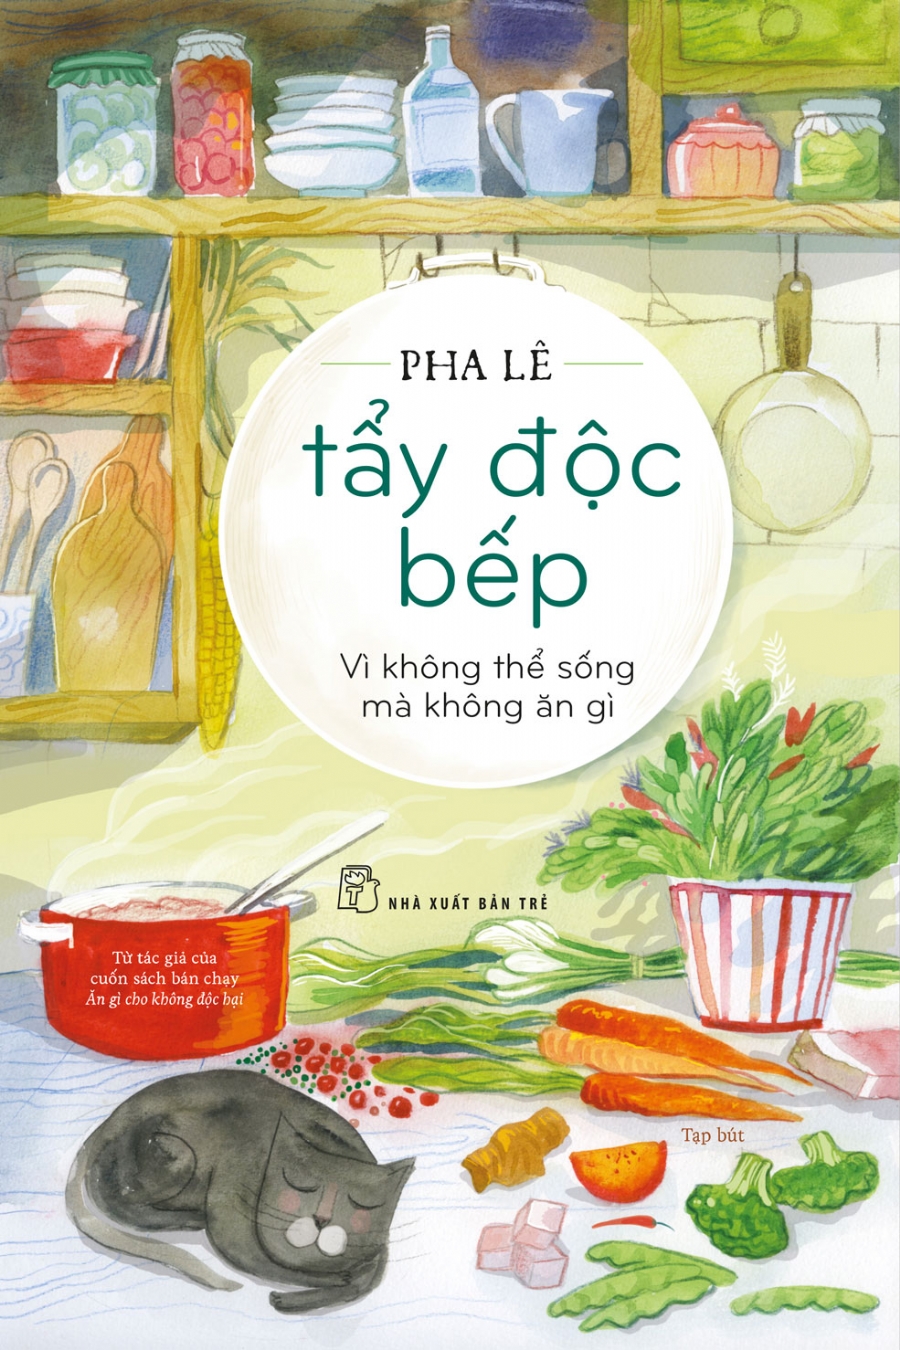 PHA LÊ
tẩy độc
bếp
Vì không thể sống
mà không ăn gì
T
NHÀ XUẤT BẢN TRẺ
Từ tác giả của
cuốn sách bán chạy
Ăn gì cho không độc hại
Tạp bút